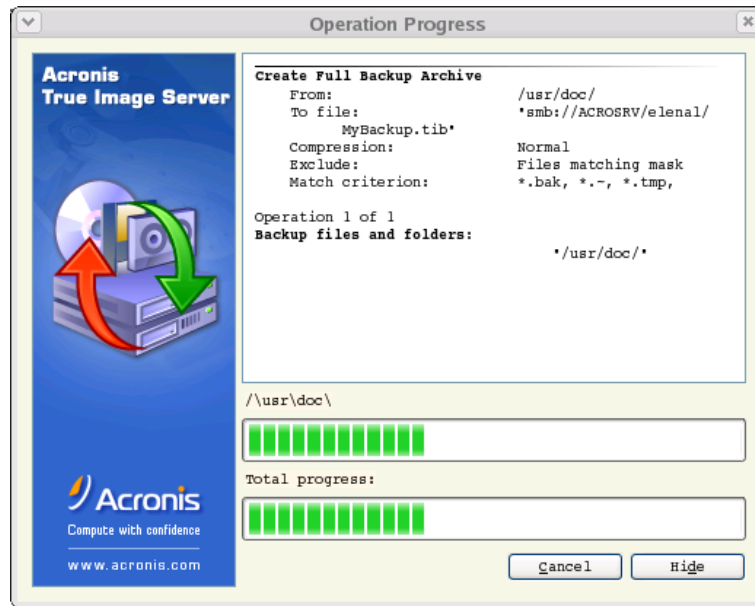 Operation Progress
Acronis
True Image Server
Create Full Backup Archive
From: /usr/doc/
To file: "smb://ACROSRV/elenal/
MyBackup.tib"
Compression: Normal
Exclude: Files matching mask
Match criterion: *.bak, *.~, *.tmp,
Operation 1 of 1
Backup files and folders:
"/usr/doc/"
/\usr\doc\
Total progress:
Acronis
Compute with confidence
www.acronis.com
Cancel
Hide